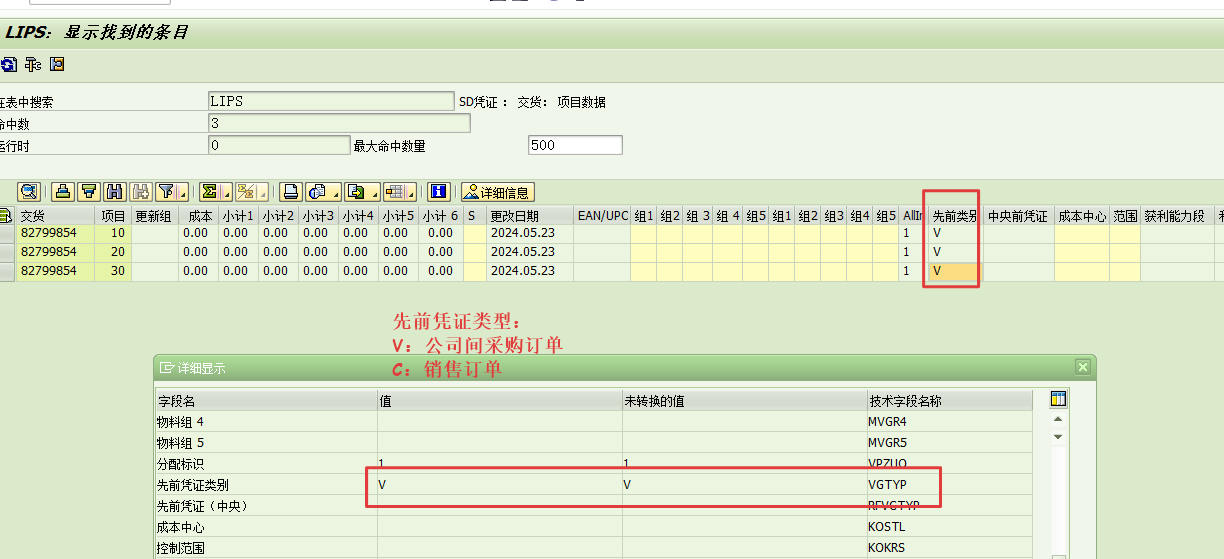 LIPS: 显示找到的条目
在表中搜索 LIPS SD凭证： 交货： 项目数据
命中数 3
运行时 0 最大命中数量 500
详细信息
交货 项目 更新组 成本 小计1 小计2 小计3 小计4 小计5 小计 6 S 更改日期 EAN/UPC 组1 组2 组 3 组 4 组5 组1 组2 组3 组4 组5 AllIn 先前类别 中央前凭证 成本中心 范围 获利能力段
82799854 10 0.00 0.00 0.00 0.00 0.00 0.00 0.00 2024.05.23 1 V
82799854 20 0.00 0.00 0.00 0.00 0.00 0.00 0.00 2024.05.23 1 V
82799854 30 0.00 0.00 0.00 0.00 0.00 0.00 0.00 2024.05.23 1 V
先前凭证类型：
V：公司间采购订单
C：销售订单
详细显示
字段名 值 未转换的值 技术字段名称
物料组 4 MVGR4
物料组 5 MVGR5
分配标识 1 1 VPZUO
先前凭证类别 V V VGTYP
先前凭证（中央） RFVGTYP
成本中心 KOSTL
控制范围 KOKRS